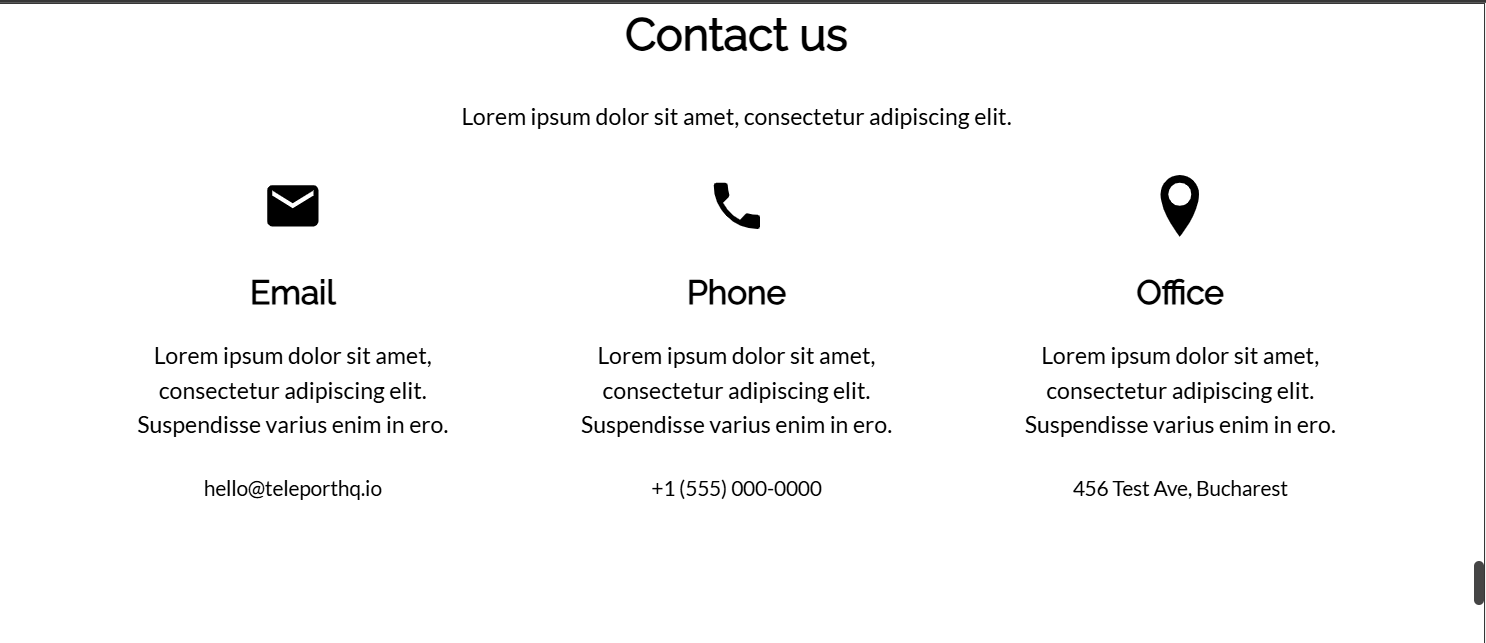 Contact us
Lorem ipsum dolor sit amet, consectetur adipiscing elit.
Email
Lorem ipsum dolor sit amet,
consectetur adipiscing elit.
Suspendisse varius enim in ero.
hello@teleporthq.io
Phone
Lorem ipsum dolor sit amet,
consectetur adipiscing elit.
Suspendisse varius enim in ero.
+1 (555) 000-0000
Office
Lorem ipsum dolor sit amet,
consectetur adipiscing elit.
Suspendisse varius enim in ero.
456 Test Ave, Bucharest